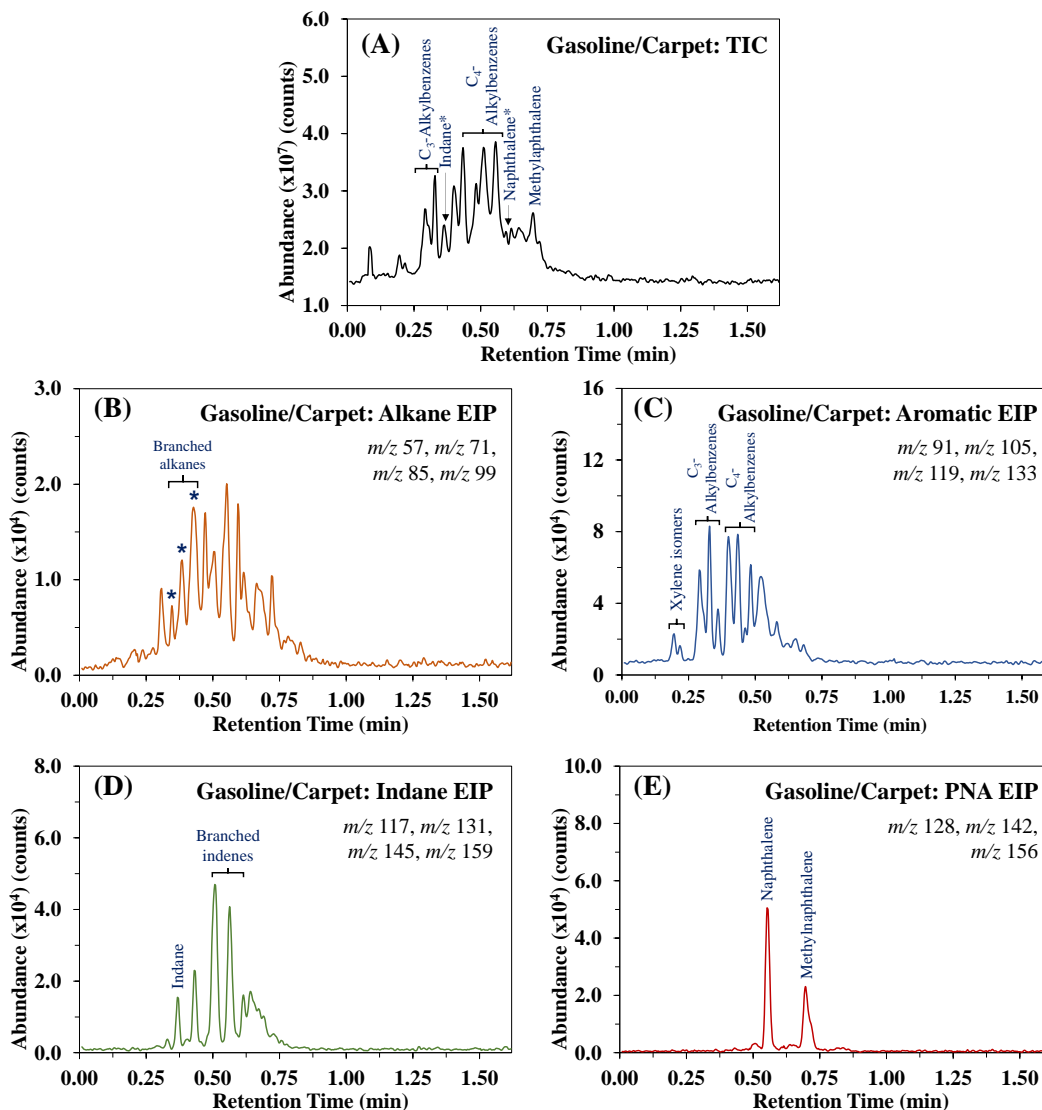 (A)
Gasoline/Carpet: TIC
C3-Alkylbenzenes
Indane*
C4-
Alkylbenzenes
Naphthalene*
Methylaphthalene
Abundance (x10^7) (counts)
6.0
5.0
4.0
3.0
2.0
1.0
0.00 0.25 0.50 0.75 1.00 1.25 1.50
Retention Time (min)
(B)
Gasoline/Carpet: Alkane EIP
m/z 57, m/z 71,
m/z 85, m/z 99
Branched
alkanes
* * *
Abundance (x10^4) (counts)
3.0
2.0
1.0
0.0
0.00 0.25 0.50 0.75 1.00 1.25 1.50
Retention Time (min)
(C)
Gasoline/Carpet: Aromatic EIP
m/z 91, m/z 105,
m/z 119, m/z 133
Xylene isomers
C3-
Alkylbenzenes
C4-
Alkylbenzenes
Abundance (x10^4) (counts)
16
12
8
4
0
0.00 0.25 0.50 0.75 1.00 1.25 1.50
Retention Time (min)
(D)
Gasoline/Carpet: Indane EIP
m/z 117, m/z 131,
m/z 145, m/z 159
Indane
Branched
indenes
Abundance (x10^4) (counts)
8.0
6.0
4.0
2.0
0.0
0.00 0.25 0.50 0.75 1.00 1.25 1.50
Retention Time (min)
(E)
Gasoline/Carpet: PNA EIP
m/z 128, m/z 142,
m/z 156
Naphthalene
Methylnaphthalene
Abundance (x10^4) (counts)
10.0
8.0
6.0
4.0
2.0
0.0
0.00 0.25 0.50 0.75 1.00 1.25 1.50
Retention Time (min)